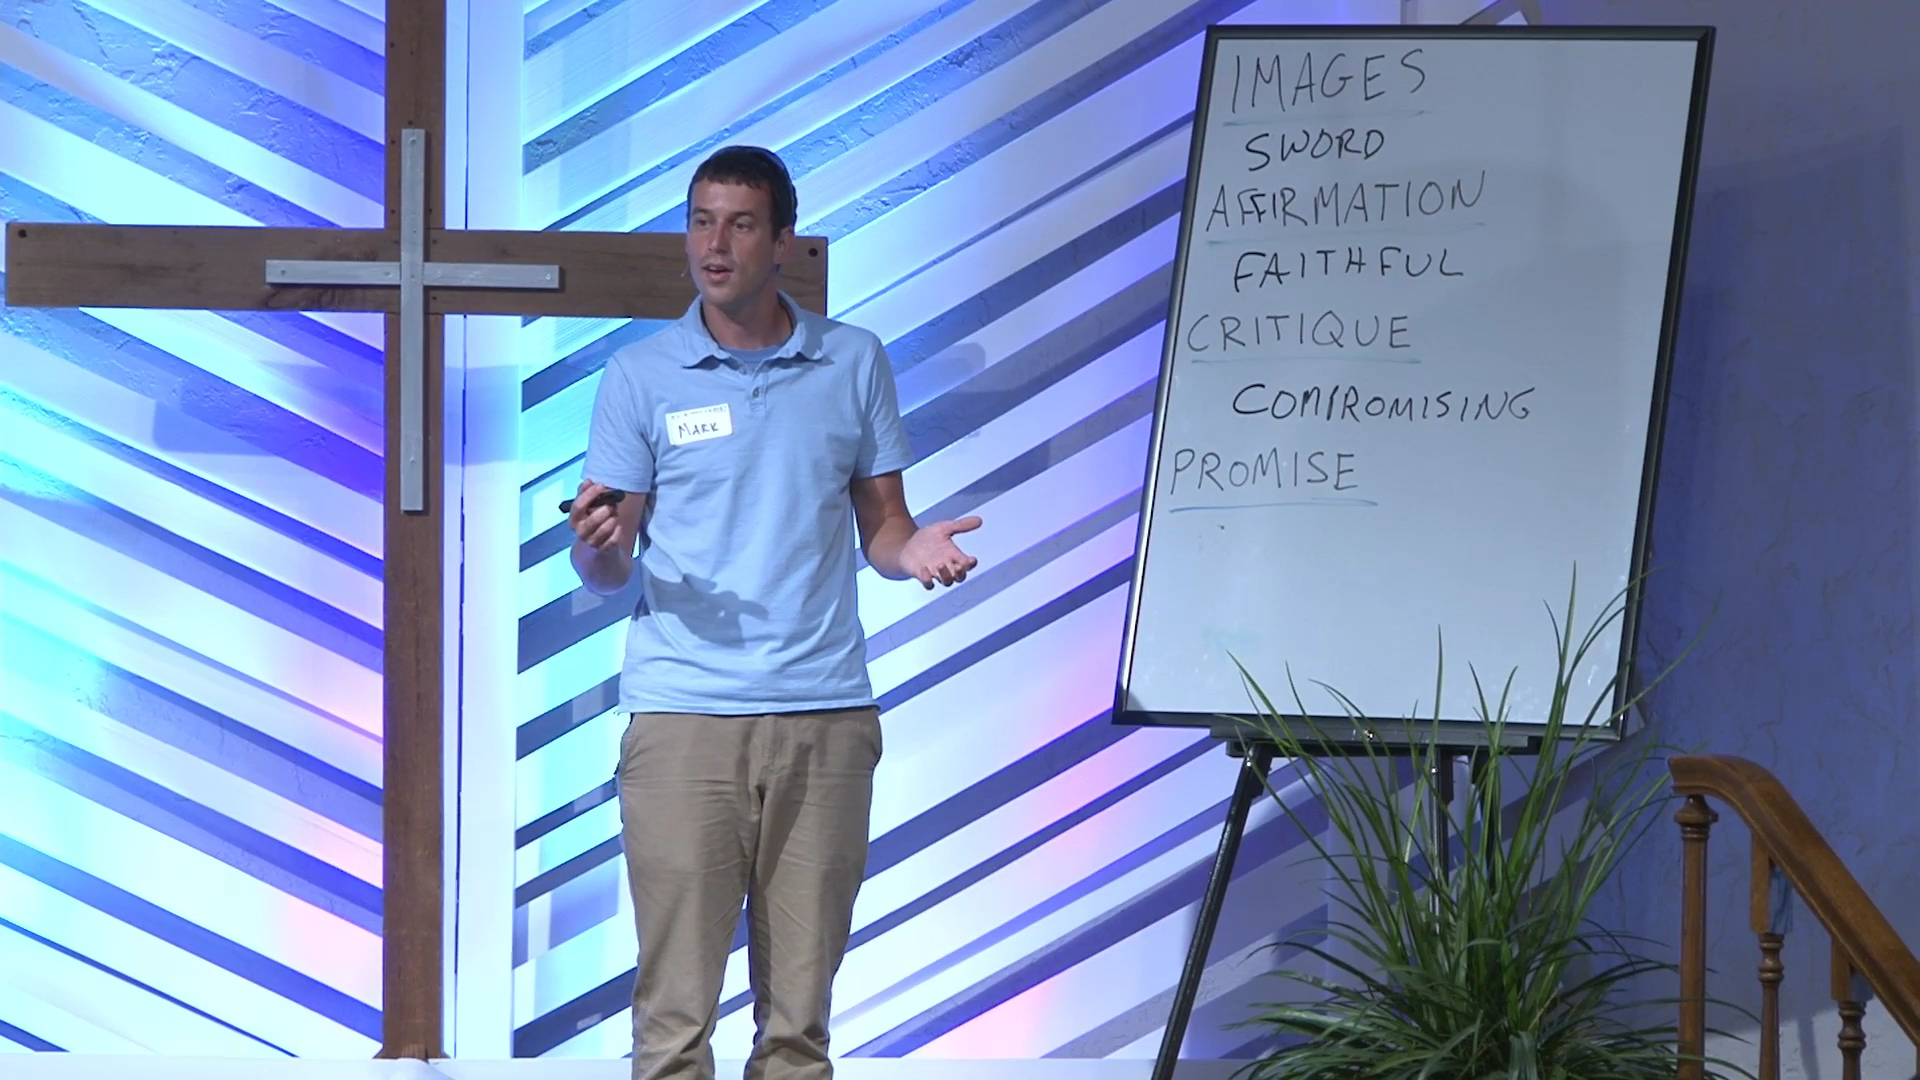 IMAGES
SWORD
AFFIRMATION
FAITHFUL
CRITIQUE
COMPROMISING
PROMISE
MARK